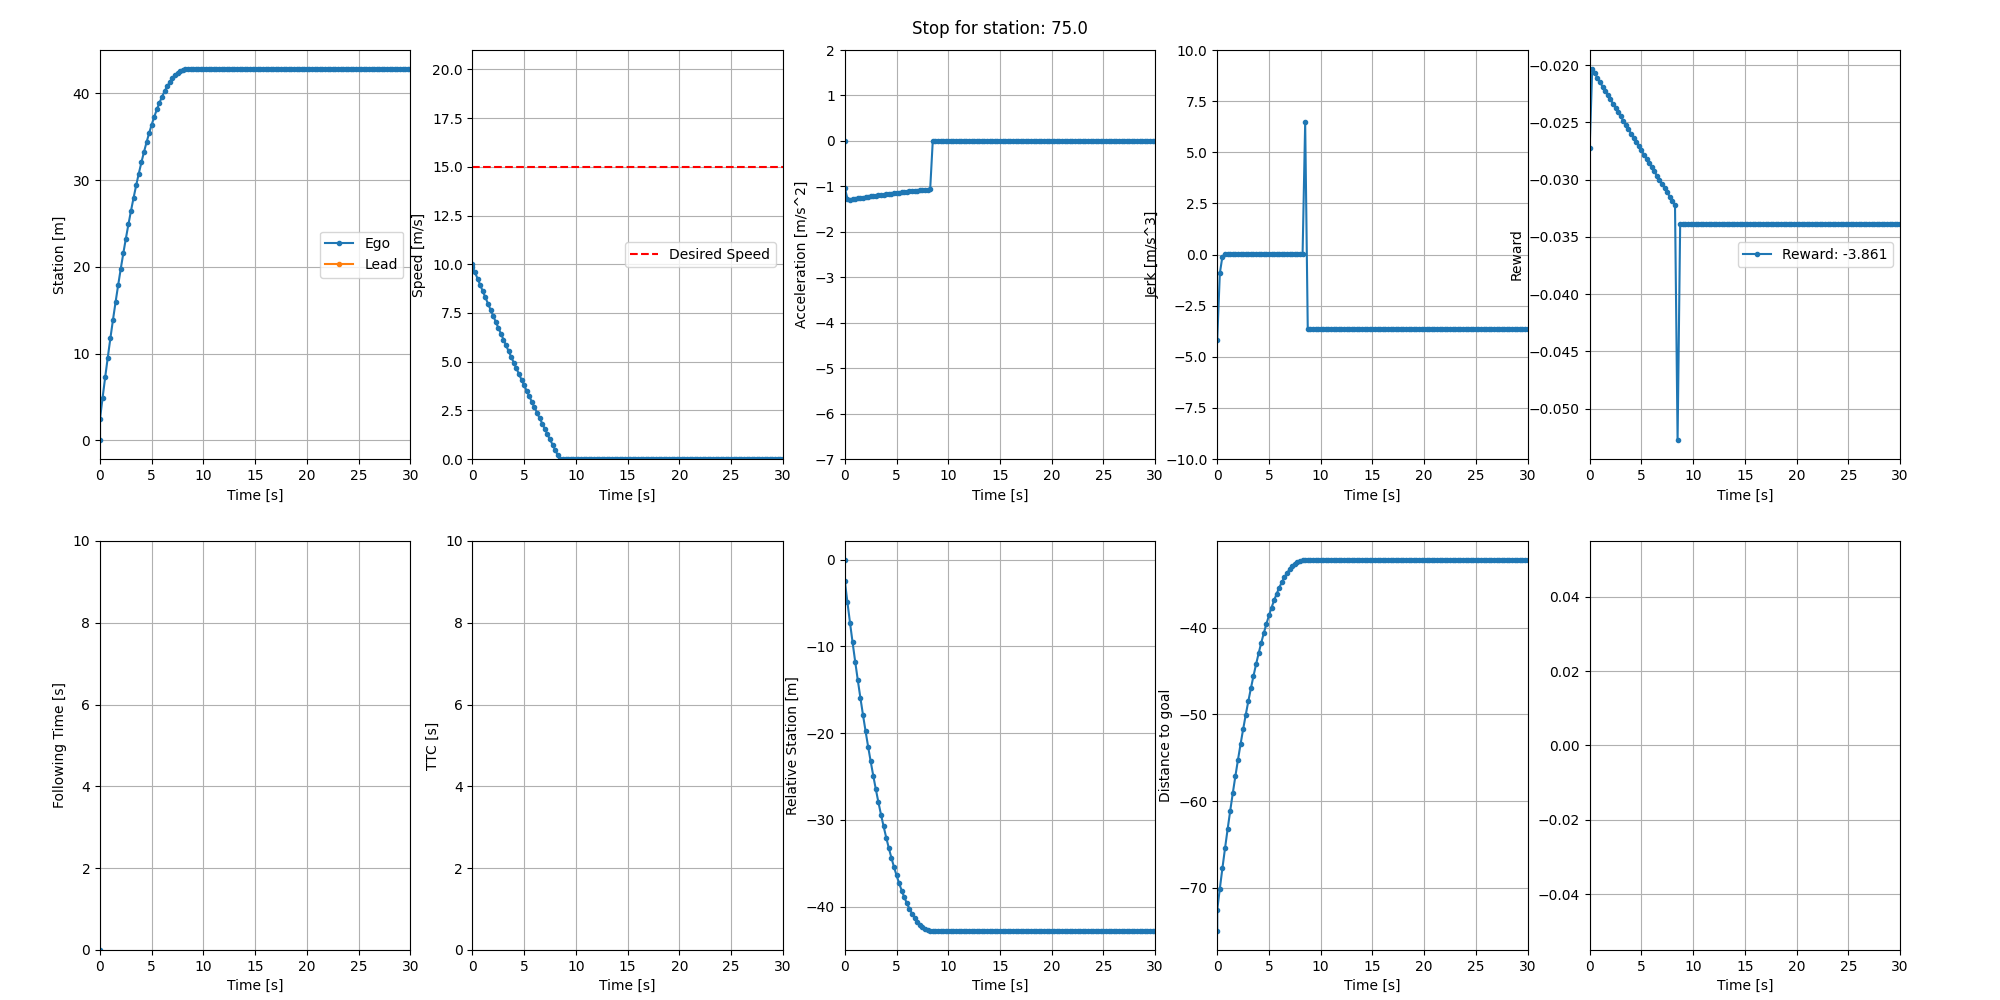 Stop for station: 75.0
Station [m]
40
30
20
10
0
0 5 10 15 20 25 30
Time [s]
Ego
Lead
Speed [m/s]
20.0
17.5
15.0
12.5
10.0
7.5
5.0
2.5
0.0
0 5 10 15 20 25 30
Time [s]
Desired Speed
Acceleration [m/s^2]
2
1
0
−1
−2
−3
−4
−5
−6
−7
0 5 10 15 20 25 30
Time [s]
Jerk [m/s^3]
10.0
7.5
5.0
2.5
0.0
−2.5
−5.0
−7.5
−10.0
0 5 10 15 20 25 30
Time [s]
Reward
−0.020
−0.025
−0.030
−0.035
−0.040
−0.045
−0.050
0 5 10 15 20 25 30
Time [s]
Reward: -3.861
Following Time [s]
10
8
6
4
2
0
0 5 10 15 20 25 30
Time [s]
TTC [s]
10
8
6
4
2
0
0 5 10 15 20 25 30
Time [s]
Relative Station [m]
0
−10
−20
−30
−40
0 5 10 15 20 25 30
Time [s]
Distance to goal
−40
−50
−60
−70
0 5 10 15 20 25 30
Time [s]
0.04
0.02
0.00
−0.02
−0.04
0 5 10 15 20 25 30
Time [s]